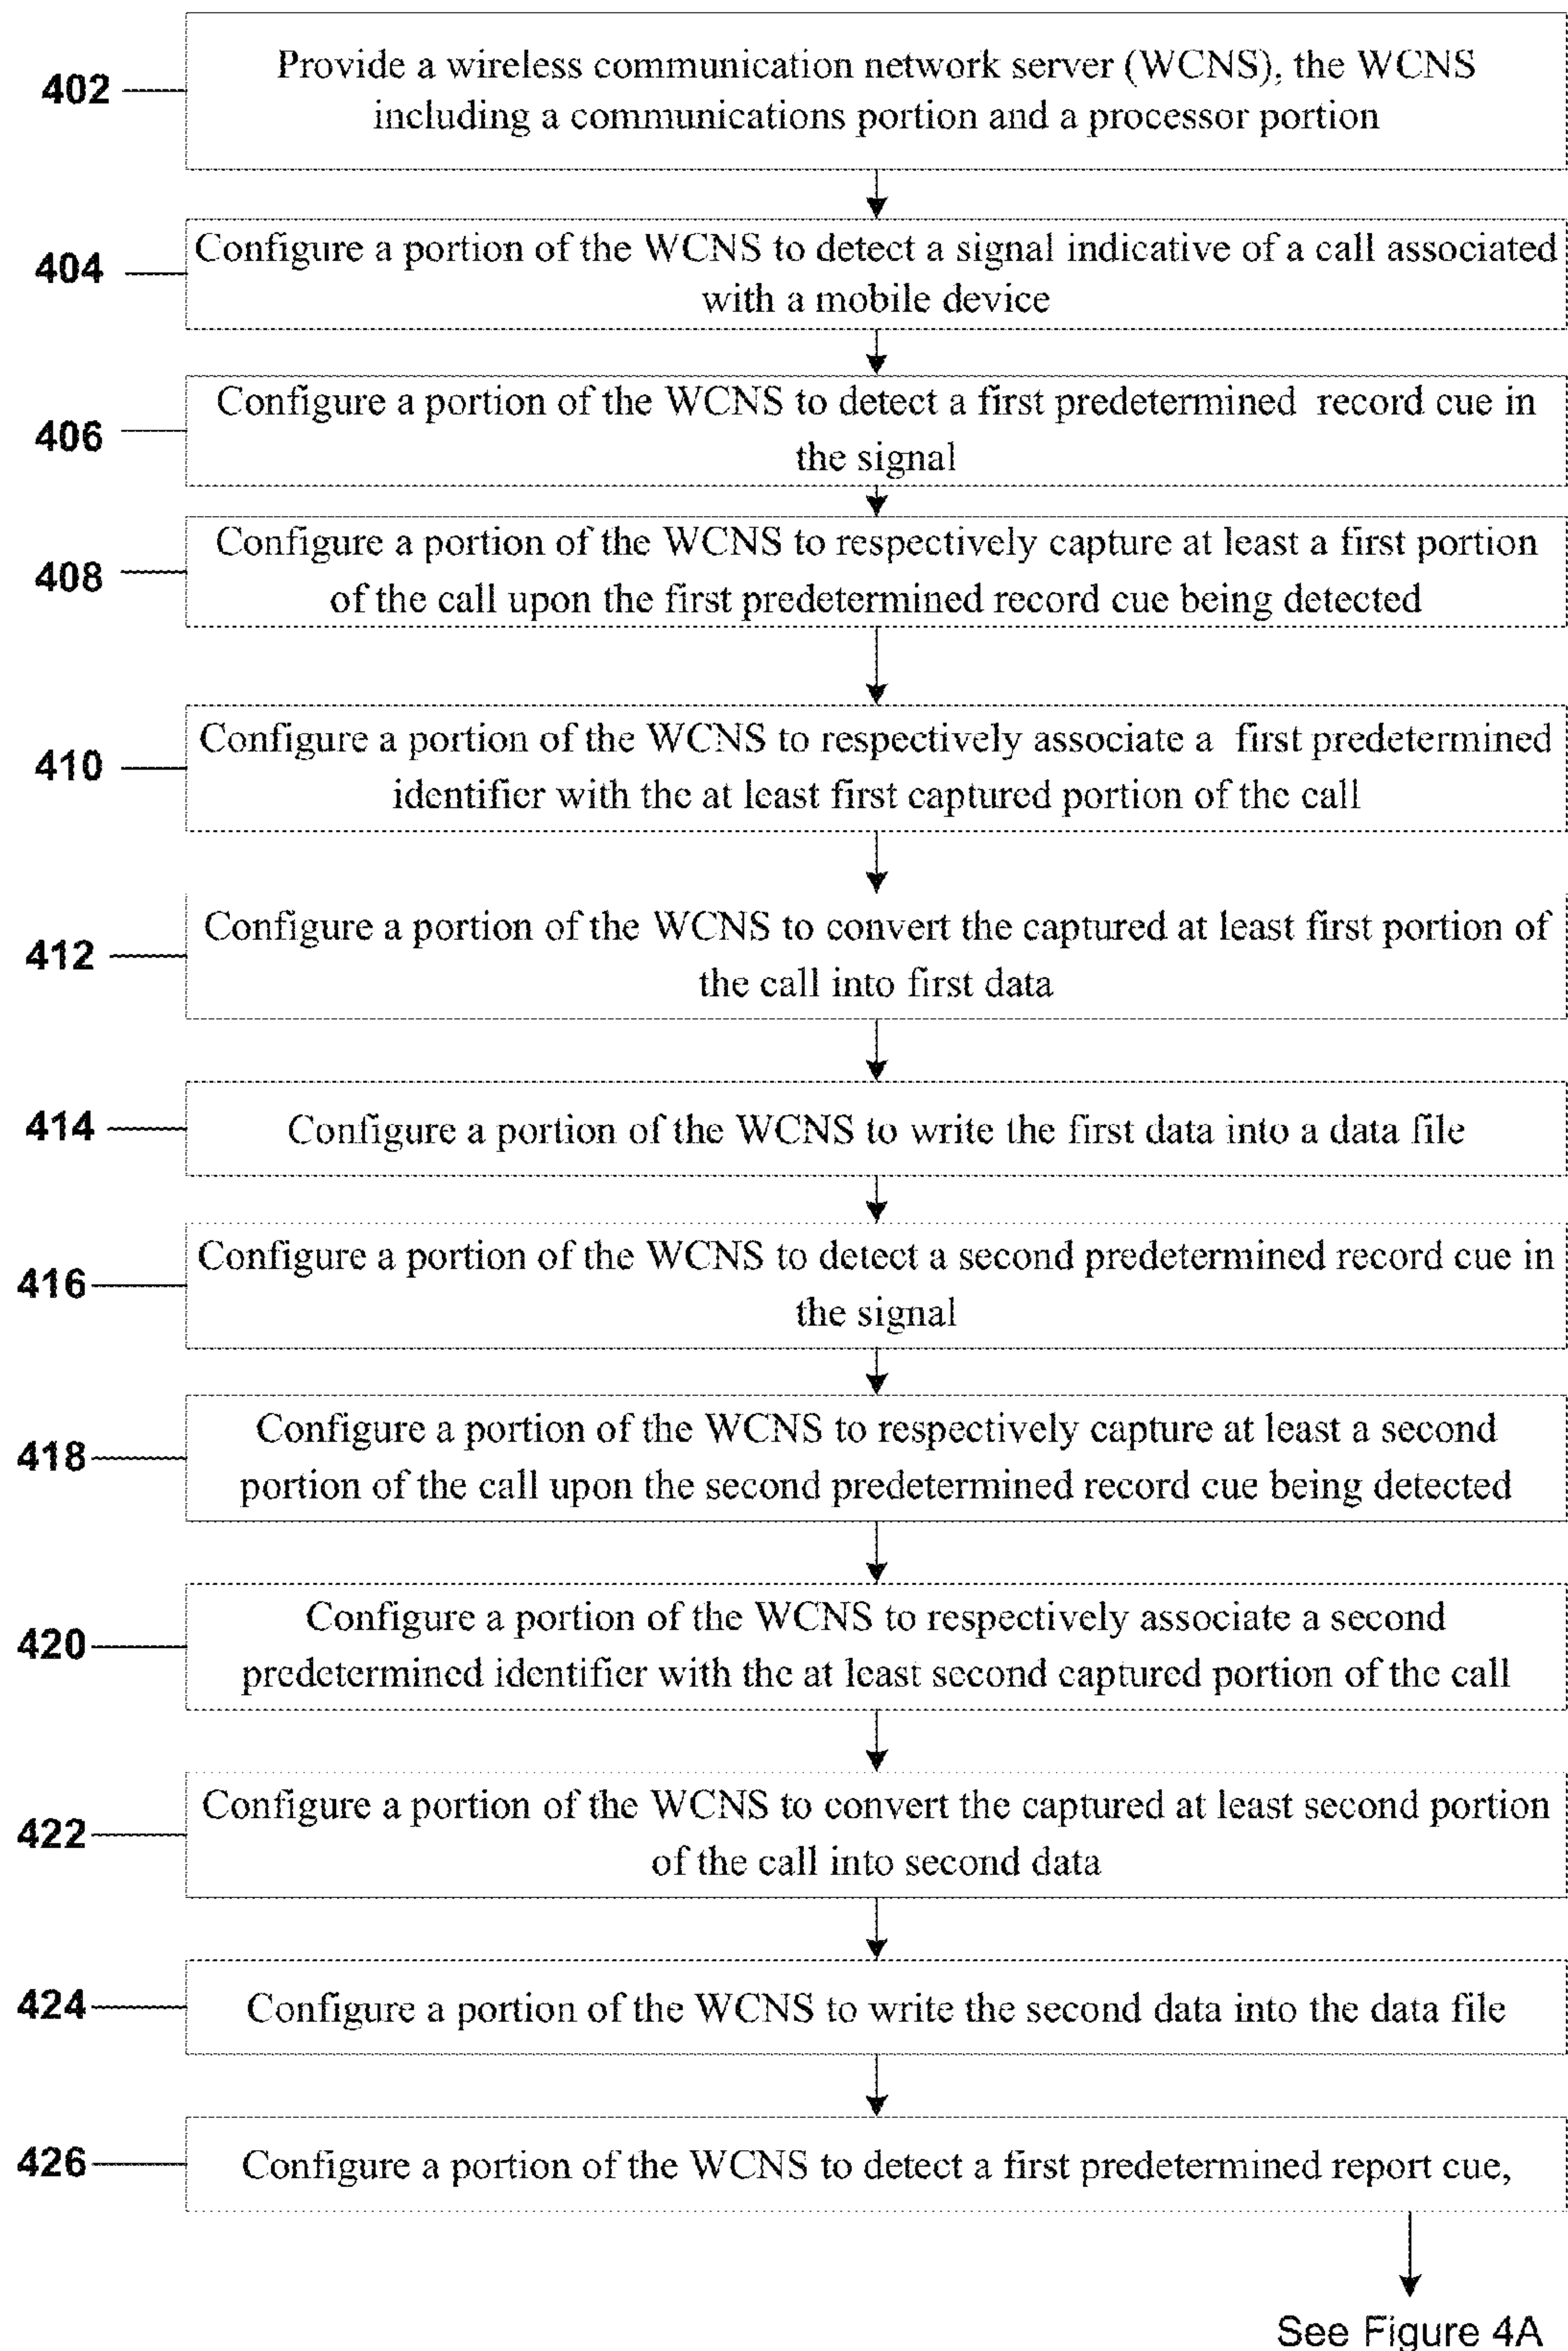 402
Provide a wireless communication network server (WCNS), the WCNS
including a communications portion and a processor portion
404
Configure a portion of the WCNS to detect a signal indicative of a call associated
with a mobile device
406
Configure a portion of the WCNS to detect a first predetermined record cue in
the signal
408
Configure a portion of the WCNS to respectively capture at least a first portion
of the call upon the first predetermined record cue being detected
410
Configure a portion of the WCNS to respectively associate a first predetermined
identifier with the at least first captured portion of the call
412
Configure a portion of the WCNS to convert the captured at least first portion of
the call into first data
414
Configure a portion of the WCNS to write the first data into a data file
416
Configure a portion of the WCNS to detect a second predetermined record cue in
the signal
418
Configure a portion of the WCNS to respectively capture at least a second
portion of the call upon the second predetermined record cue being detected
420
Configure a portion of the WCNS to respectively associate a second
predetermined identifier with the at least second captured portion of the call
422
Configure a portion of the WCNS to convert the captured at least second portion
of the call into second data
424
Configure a portion of the WCNS to write the second data into the data file
426
Configure a portion of the WCNS to detect a first predetermined report cue,
See Figure 4A